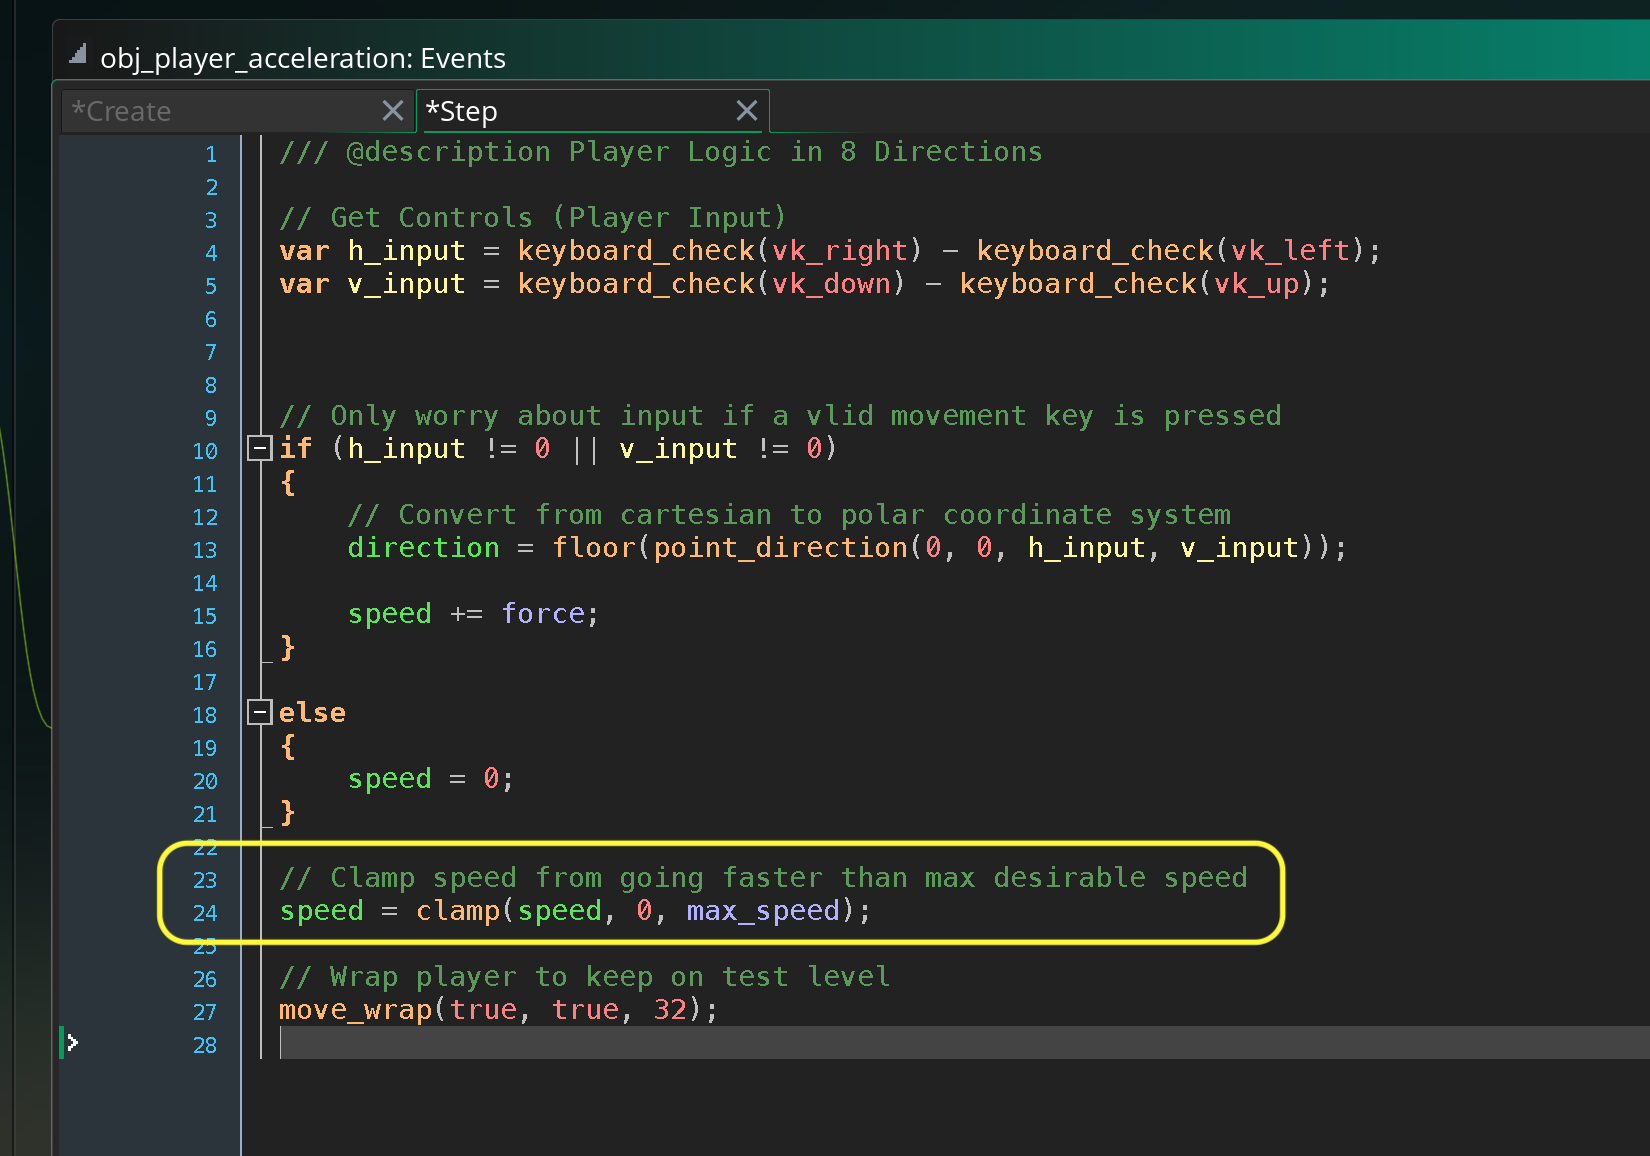 obj_player_acceleration: Events
*Create *Step
1 /// @description Player Logic in 8 Directions
2
3 // Get Controls (Player Input)
4 var h_input = keyboard_check(vk_right) - keyboard_check(vk_left);
5 var v_input = keyboard_check(vk_down) - keyboard_check(vk_up);
6
7
8
9 // Only worry about input if a vlid movement key is pressed
10 if (h_input != 0 || v_input != 0)
11 {
12 // Convert from cartesian to polar coordinate system
13 direction = floor(point_direction(0, 0, h_input, v_input));
14
15 speed += force;
16 }
17
18 else
19 {
20 speed = 0;
21 }
22
23 // Clamp speed from going faster than max desirable speed
24 speed = clamp(speed, 0, max_speed);
25
26 // Wrap player to keep on test level
27 move_wrap(true, true, 32);
28